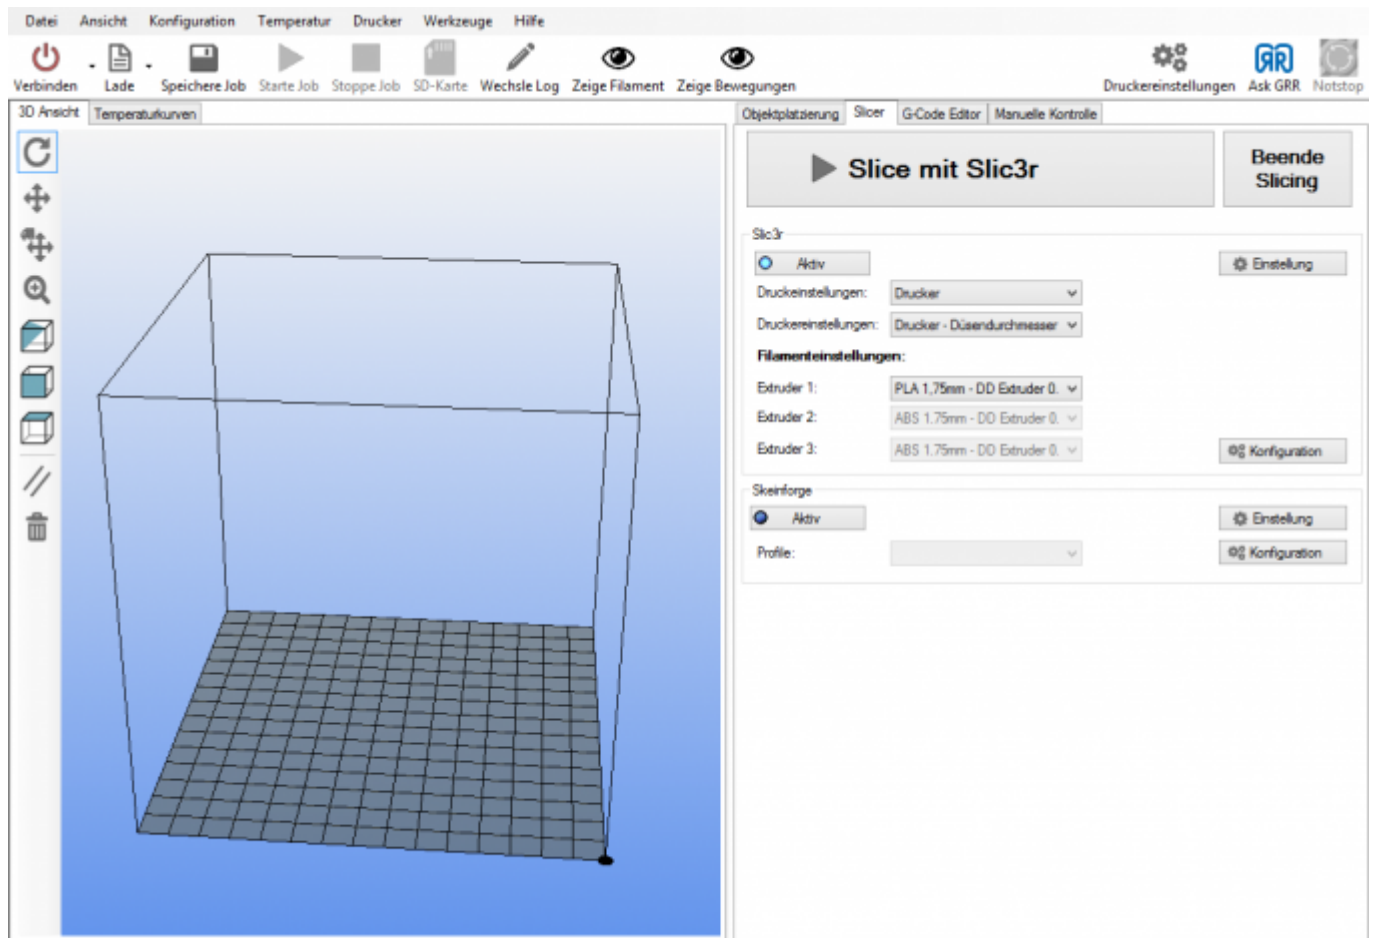 Datei Ansicht Konfiguration Temperatur Drucker Werkzeuge Hilfe
Verbinden Lade Speichere Job Starte Job Stoppe Job SD-Karte Wechsle Log Zeige Filament Zeige Bewegungen Druckereinstellungen Ask GRR Notstop
3D Ansicht Temperaturkurven
Objektplatzierung Slicer G-Code Editor Manuelle Kontrolle
Slice mit Slic3r
Beende
Slicing
Slic3r
Aktiv Einstellung
Druckeinstellungen: Drucker
Druckereinstellungen: Drucker - Düsendurchmesser
Filamenteinstellungen:
Extruder 1: PLA 1,75mm - DD Extruder 0.
Extruder 2: ABS 1.75mm - DD Extruder 0.
Extruder 3: ABS 1.75mm - DD Extruder 0. Konfiguration
Skeinforge
Aktiv Einstellung
Profile: Konfiguration